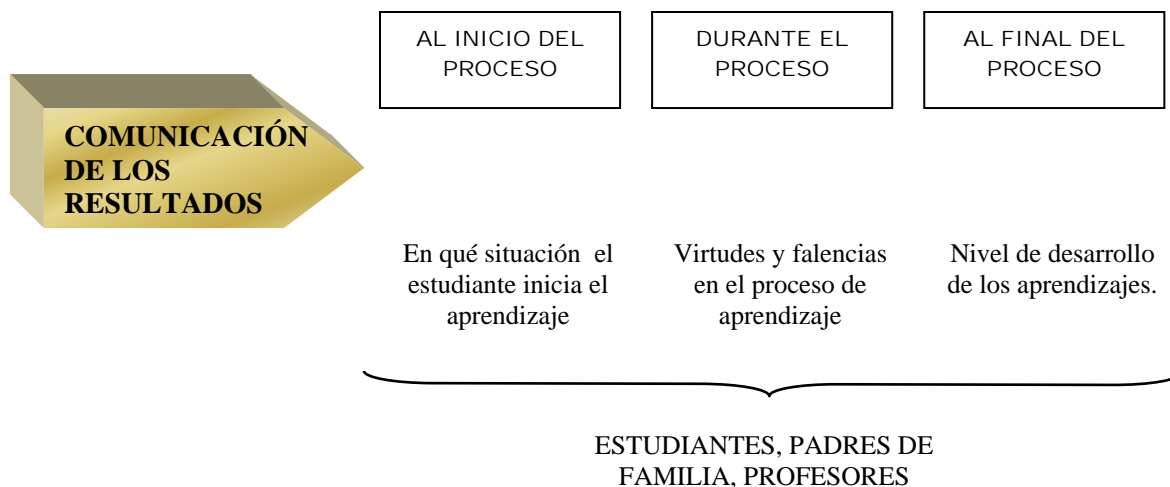 COMUNICACIÓN
DE LOS
RESULTADOS
AL INICIO DEL
PROCESO
DURANTE EL
PROCESO
AL FINAL DEL
PROCESO
En qué situación el
estudiante inicia el
aprendizaje
Virtudes y falencias
en el proceso de
aprendizaje
Nivel de desarrollo
de los aprendizajes.
ESTUDIANTES, PADRES DE
FAMILIA, PROFESORES